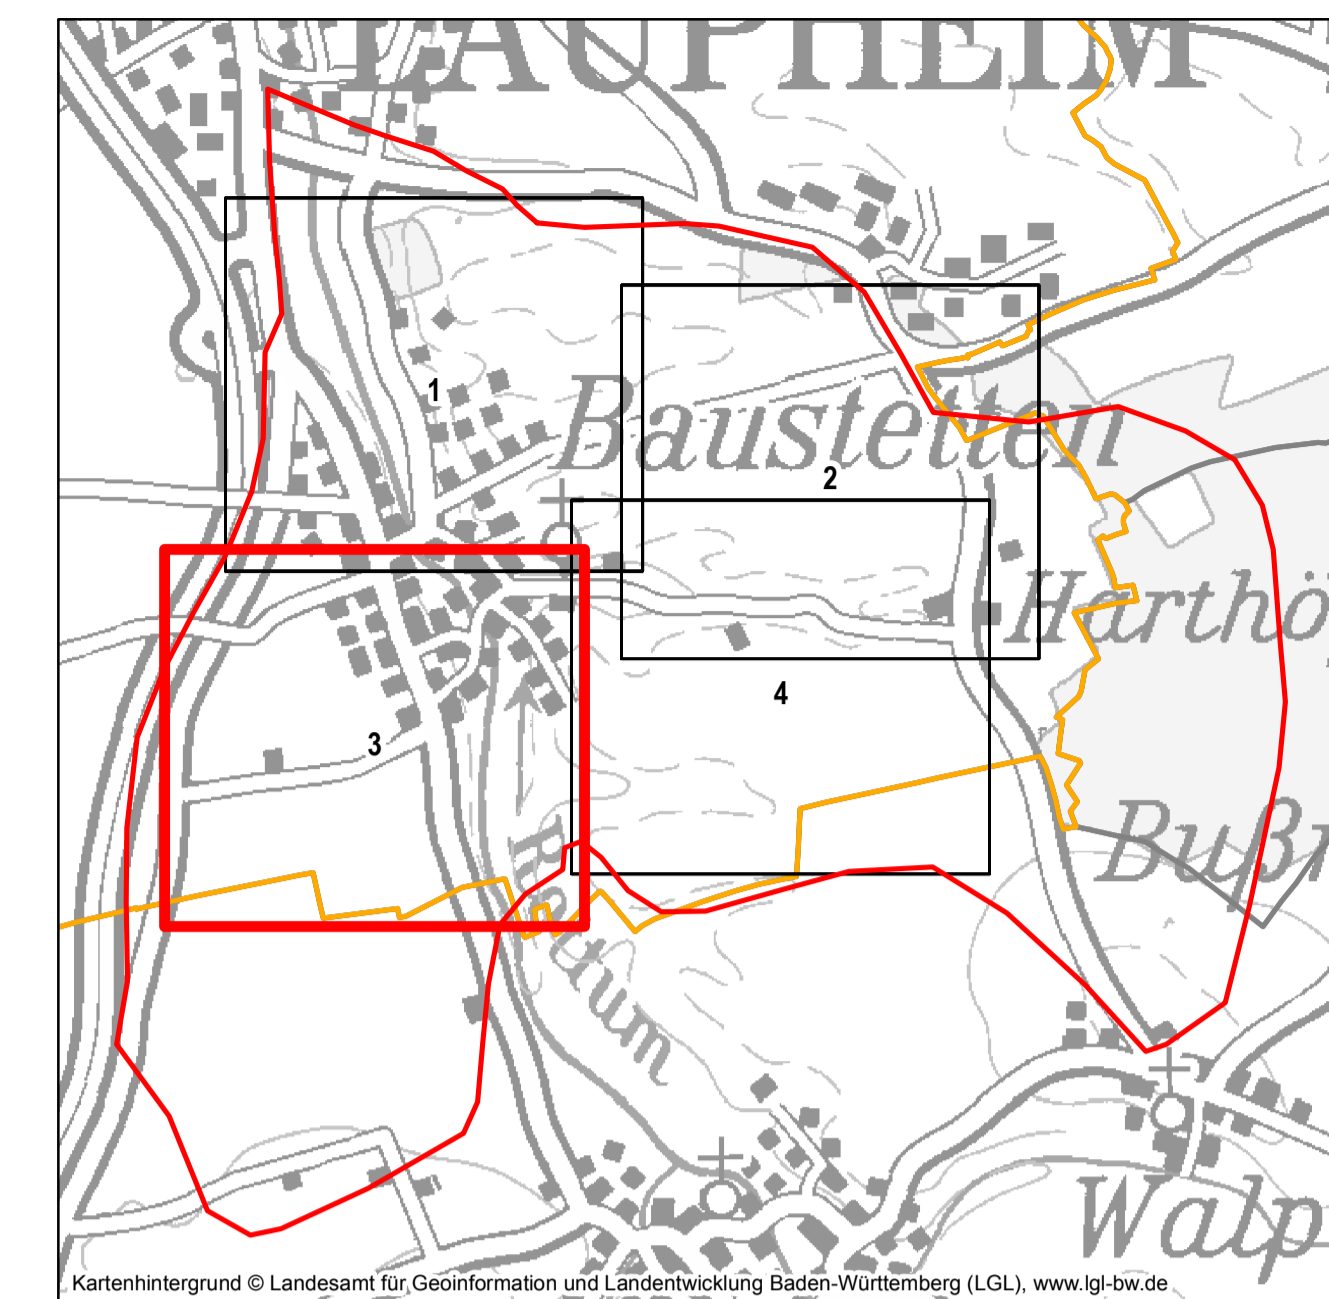 LAUPHEIM
1
Baustetten
2
Harthö
4
3
Bußr
Rottum
Walp
Kartenhintergrund © Landesamt für Geoinformation und Landentwicklung Baden-Württemberg (LGL), www.lgl-bw.de